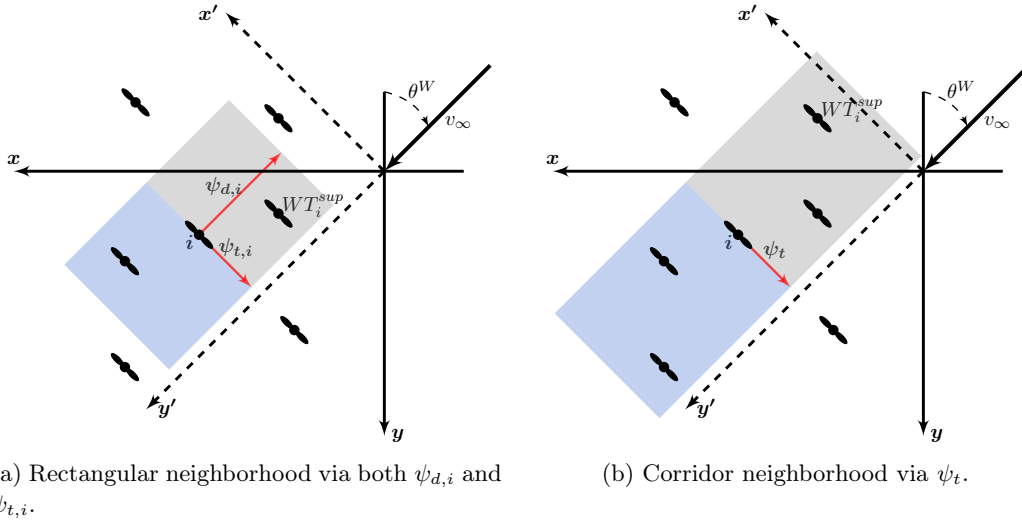 x′
x′
θ^W
θ^W
v_∞
WT_i^{sup}
v_∞
x
x
ψ_{d,i}
WT_i^{sup}
i
ψ_{t,i}
i
ψ_t
y′
y′
y
y
a) Rectangular neighborhood via both ψ_{d,i} and
ψ_{t,i}.
(b) Corridor neighborhood via ψ_t.